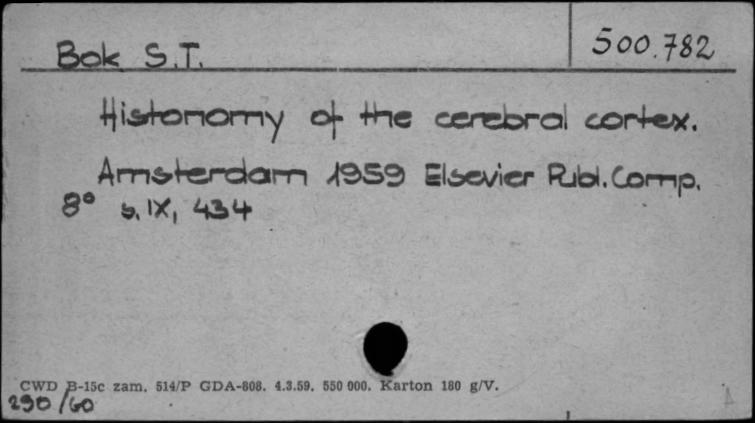 Bok S.T.
500.782
Histonomy of the cerebral cortex.
Amsterdam 1959 Elsevier Publ. Comp.
8° s. IX, 434
CWD B-15c zam. 514/P GDA-808. 4.3.59. 550 000. Karton 180 g/V.
290/60